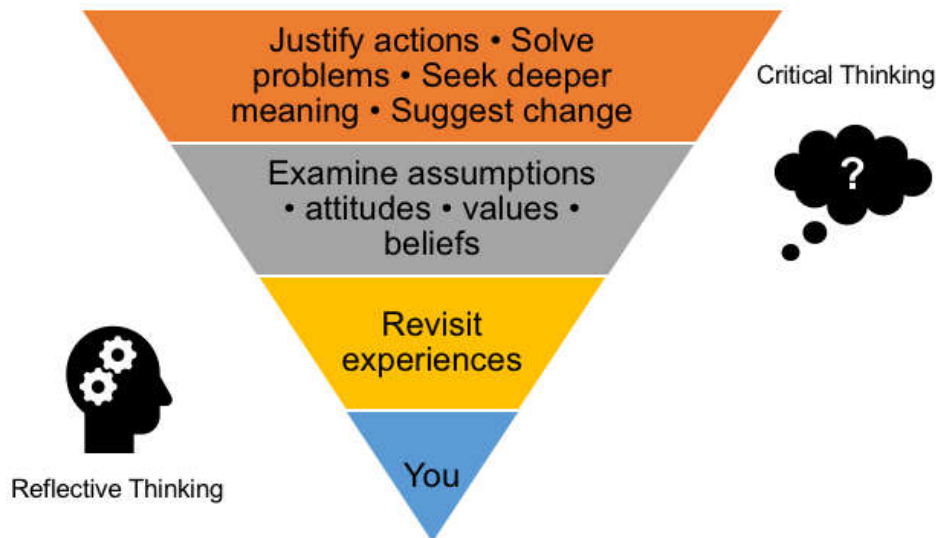 Justify actions • Solve
problems • Seek deeper
meaning • Suggest change
Critical Thinking
?
Examine assumptions
• attitudes • values •
beliefs
Revisit
experiences
You
Reflective Thinking